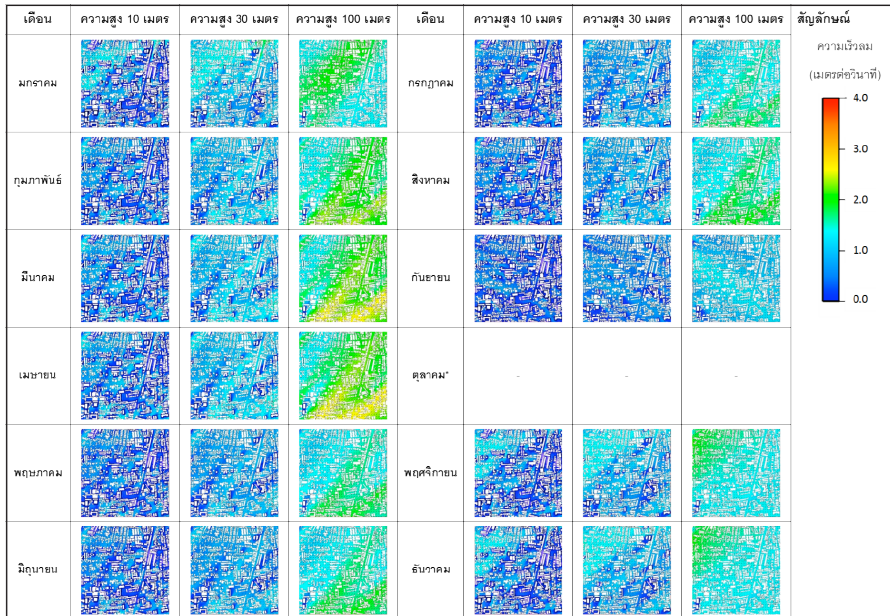 เดือน ความสูง 10 เมตร ความสูง 30 เมตร ความสูง 100 เมตร เดือน ความสูง 10 เมตร ความสูง 30 เมตร ความสูง 100 เมตร สัญลักษณ์
ความเร็วลม
(เมตรต่อวินาที)
4.0
3.0
2.0
1.0
0.0
มกราคม กรกฎาคม
กุมภาพันธ์ สิงหาคม
มีนาคม กันยายน
เมษายน ตุลาคม* - - -
พฤษภาคม พฤศจิกายน
มิถุนายน ธันวาคม